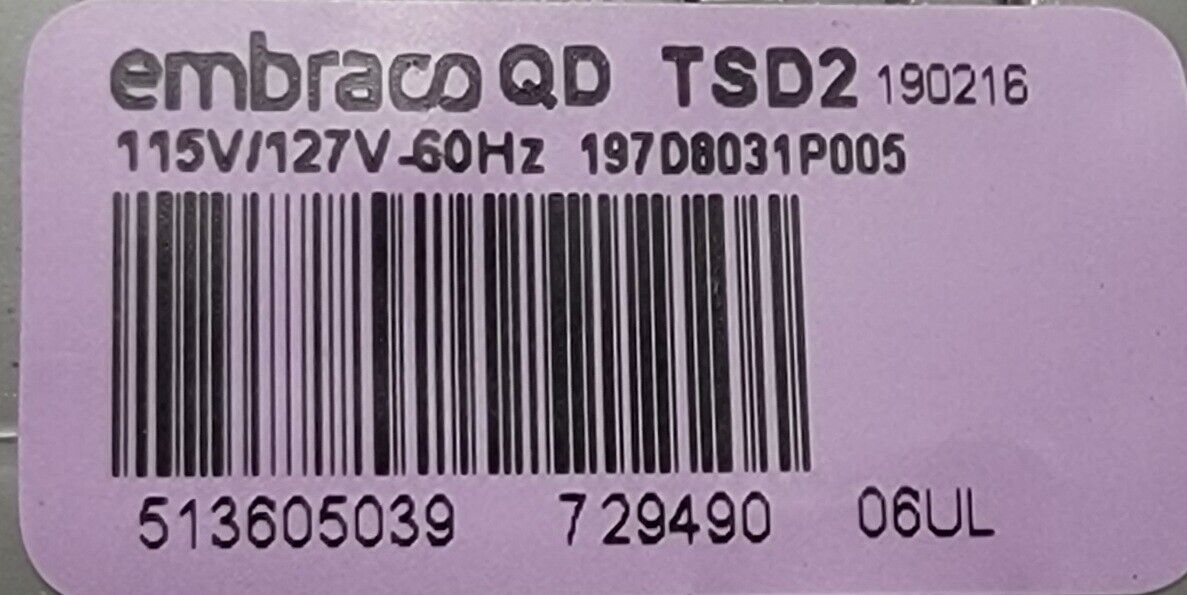 embraco QD TSD2 190216
115V/127V-60Hz 197D8031P005
513605039 729490 06UL